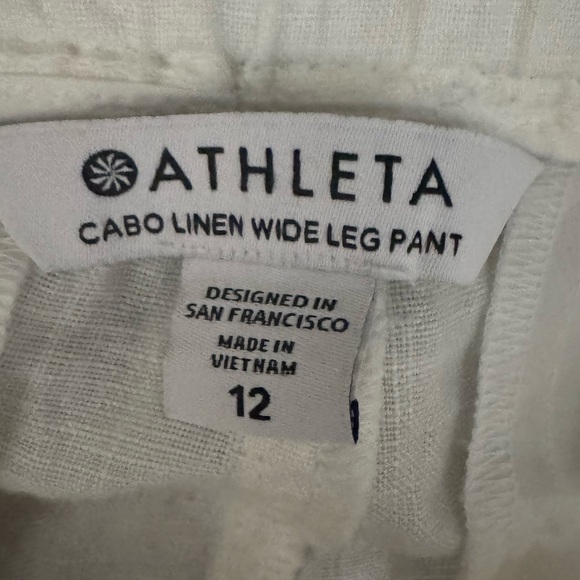 ATHLETA
CABO LINEN WIDE LEG PANT
DESIGNED IN
SAN FRANCISCO
MADE IN
VIETNAM
12